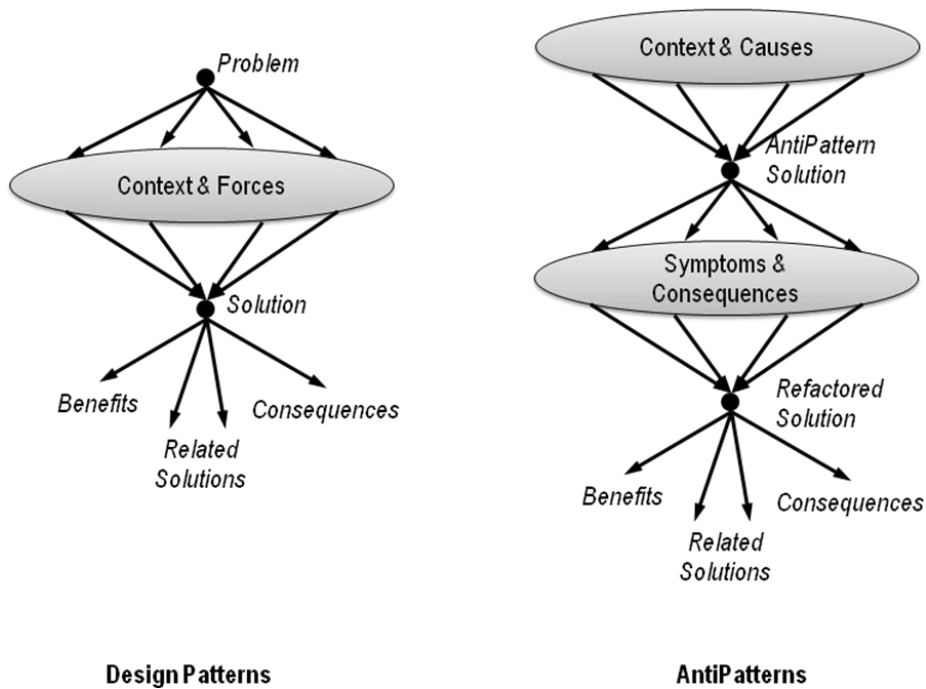 Problem
Context & Forces
Solution
Benefits
Consequences
Related
Solutions
Design Patterns
Context & Causes
AntiPattern
Solution
Symptoms &
Consequences
Refactored
Solution
Benefits
Consequences
Related
Solutions
AntiPatterns